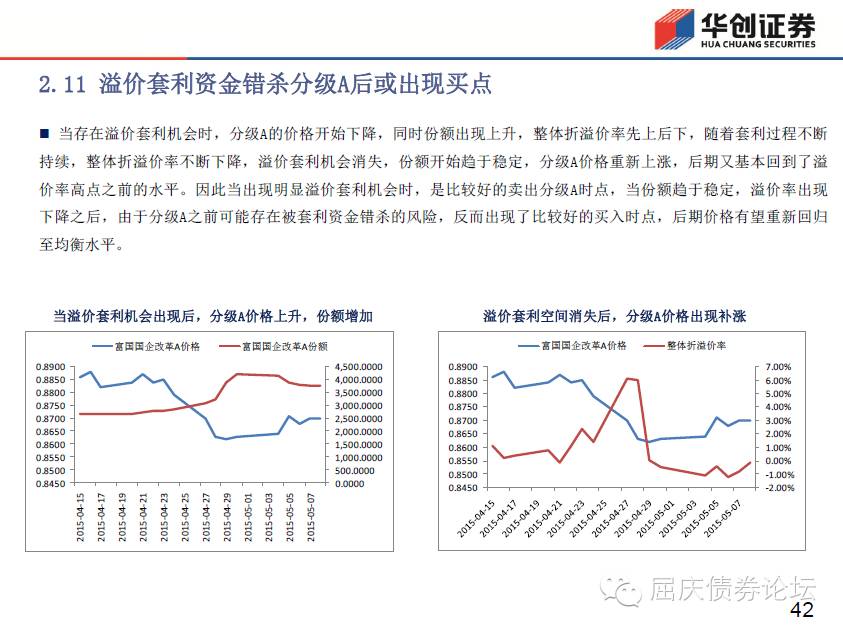 华创证券
HUA CHUANG SECURITIES
2.11 溢价套利资金错杀分级A后或出现买点
■ 当存在溢价套利机会时，分级A的价格开始下降，同时份额出现上升，整体折溢价率先上后下，随着套利过程不断
持续，整体折溢价率不断下降，溢价套利机会消失，份额开始趋于稳定，分级A价格重新上涨，后期又基本回到了溢
价率高点之前的水平。因此当出现明显溢价套利机会时，是比较好的卖出分级A时点，当份额趋于稳定，溢价率出现
下降之后，由于分级A之前可能存在被套利资金错杀的风险，反而出现了比较好的买入时点，后期价格有望重新回归
至均衡水平。
当溢价套利机会出现后，分级A价格上升，份额增加
富国国企改革A价格 富国国企改革A份额
0.8900 4,500.0000
0.8850 4,000.0000
0.8800 3,500.0000
0.8750 3,000.0000
0.8700 2,500.0000
0.8650 2,000.0000
0.8600 1,500.0000
0.8550 1,000.0000
0.8500 500.0000
0.8450 0.0000
2015-04-15 2015-04-17 2015-04-19 2015-04-21 2015-04-23 2015-04-25 2015-04-27 2015-04-29 2015-05-01 2015-05-03 2015-05-05 2015-05-07
溢价套利空间消失后，分级A价格出现补涨
富国国企改革A价格 整体折溢价率
0.8900 7.00%
0.8850 6.00%
0.8800 5.00%
0.8750 4.00%
0.8700 3.00%
0.8650 2.00%
0.8600 1.00%
0.8550 0.00%
0.8500 -1.00%
0.8450 -2.00%
2015-04-15 2015-04-17 2015-04-19 2015-04-21 2015-04-23 2015-04-25 2015-04-27 2015-04-29 2015-05-01 2015-05-03 2015-05-05 2015-05-07
屈庆债券论坛
42